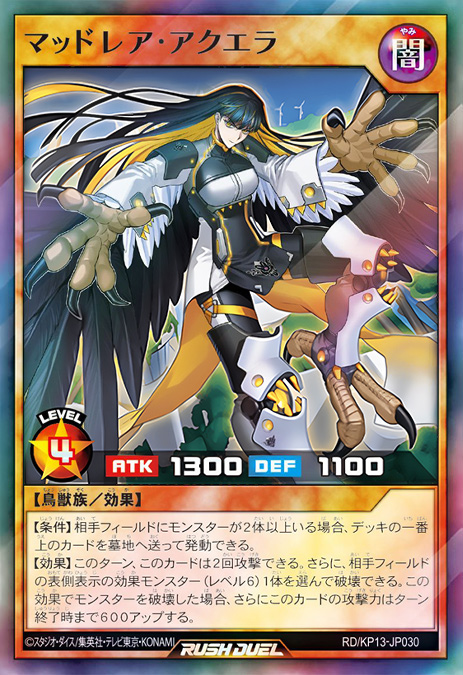 マッドレア・アクエラ
やみ
闇
LEVEL
4
ATK 1300 DEF 1100
【鳥獣族／効果】
【条件】相手フィールドにモンスターが2体以上いる場合、デッキの一番
上のカードを墓地へ送って発動できる。
【効果】このターン、このカードは2回攻撃できる。さらに、相手フィールド
の表側表示の効果モンスター（レベル6）1体を選んで破壊できる。この
効果でモンスターを破壊した場合、さらにこのカードの攻撃力はターン
終了時まで600アップする。
©スタジオ・ダイス/集英社・テレビ東京・KONAMI
RUSH DUEL
RD/KP13-JP030